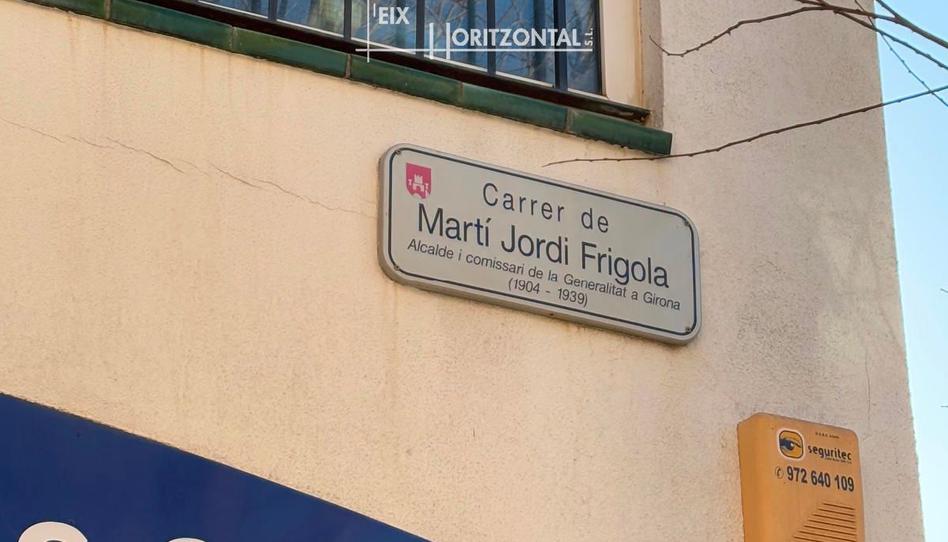 l'EIX
HORITZONTAL S.L.
Carrer de
Martí Jordi Frigola
Alcalde i comissari de la Generalitat a Girona
(1904 - 1939)
seguritec
✆ 972 640 109